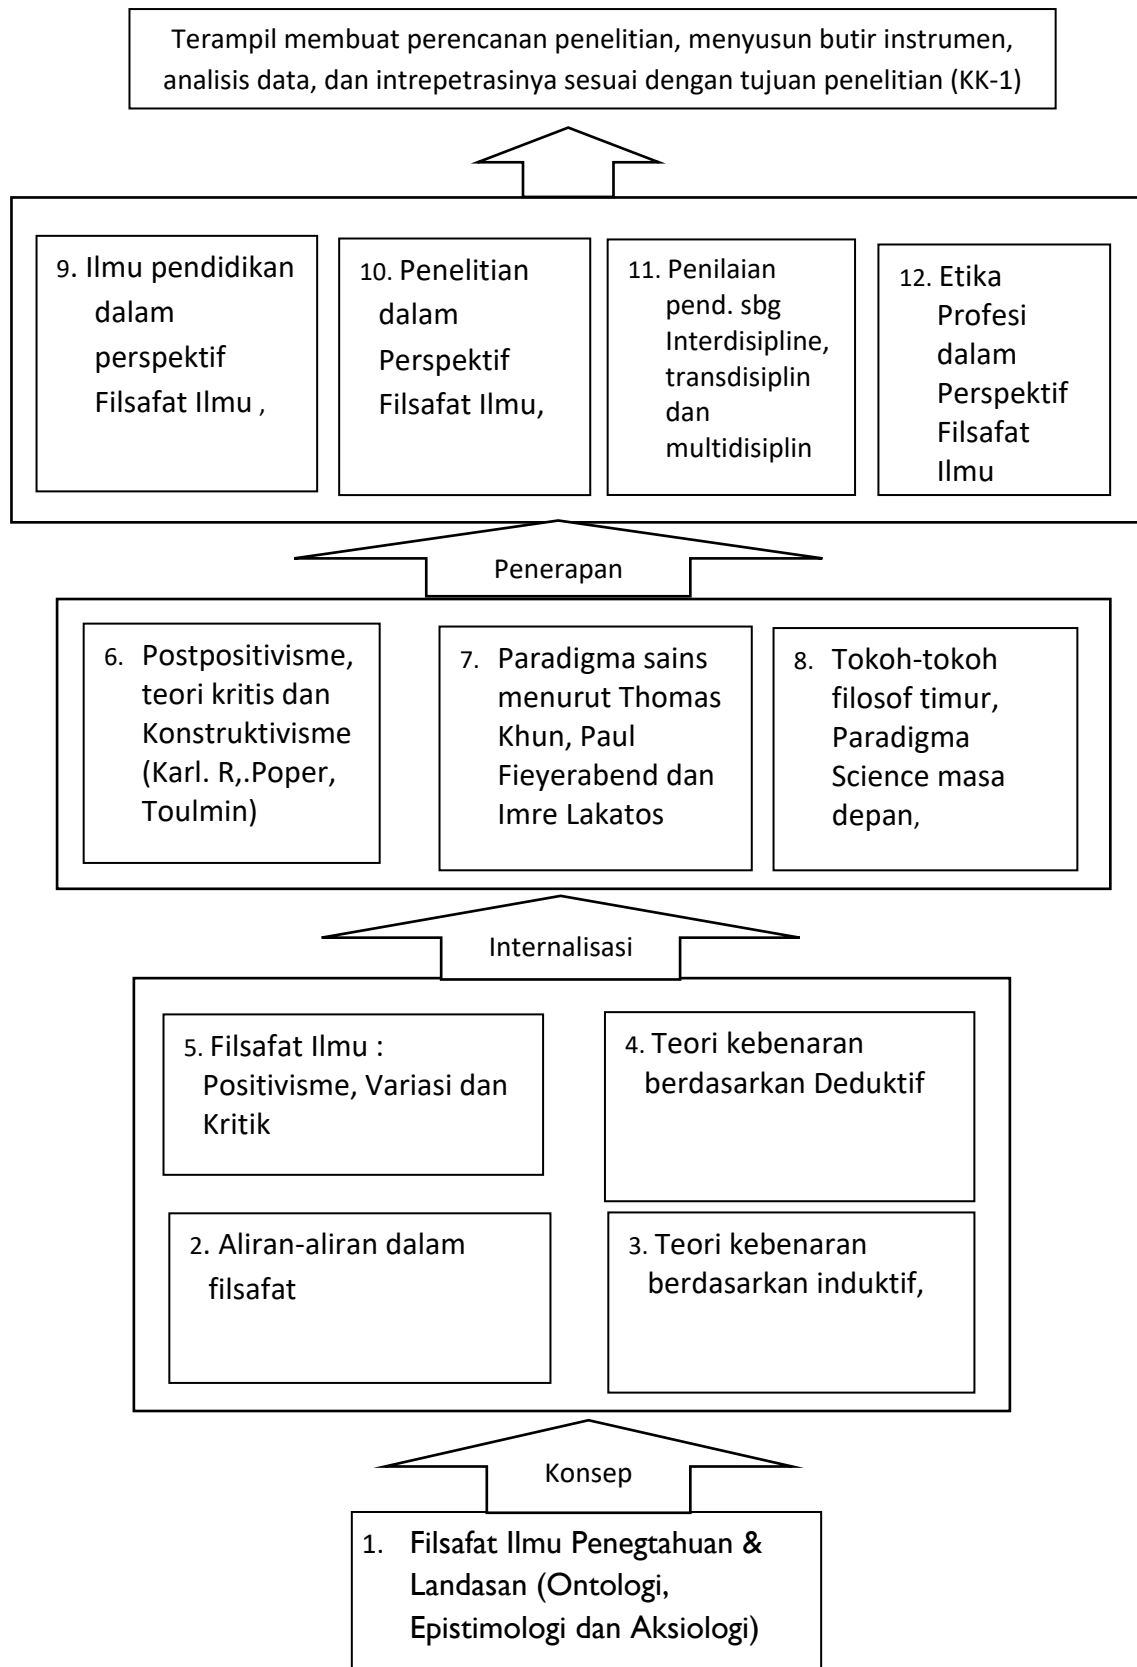 Terampil membuat perencanan penelitian, menyusun butir instrumen,
analisis data, dan intrepetrasinya sesuai dengan tujuan penelitian (KK-1)
9. Ilmu pendidikan
dalam
perspektif
Filsafat Ilmu ,
10. Penelitian
dalam
Perspektif
Filsafat Ilmu,
11. Penilaian
pend. sbg
Interdisipline,
transdisiplin
dan
multidisiplin
12. Etika
Profesi
dalam
Perspektif
Filsafat
Ilmu
Penerapan
6. Postpositivisme,
teori kritis dan
Konstruktivisme
(Karl. R,.Poper,
Toulmin)
7. Paradigma sains
menurut Thomas
Khun, Paul
Fieyerabend dan
Imre Lakatos
8. Tokoh-tokoh
filosof timur,
Paradigma
Science masa
depan,
Internalisasi
5. Filsafat Ilmu :
Positivisme, Variasi dan
Kritik
4. Teori kebenaran
berdasarkan Deduktif
2. Aliran-aliran dalam
filsafat
3. Teori kebenaran
berdasarkan induktif,
Konsep
1. Filsafat Ilmu Penegtahuan &
Landasan (Ontologi,
Epistimologi dan Aksiologi)